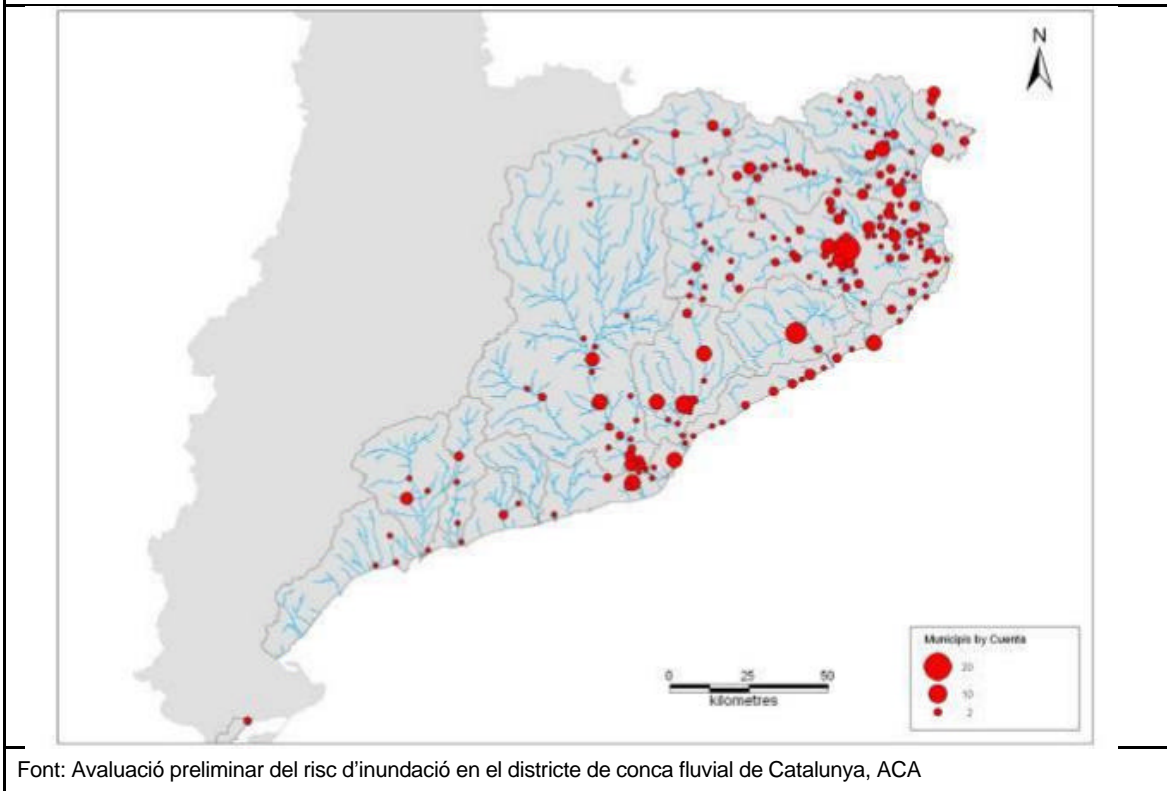 N
Municipis by Cuenta
20
10
2
0 25 50
kilometres
Font: Avaluació preliminar del risc d'inundació en el districte de conca fluvial de Catalunya, ACA